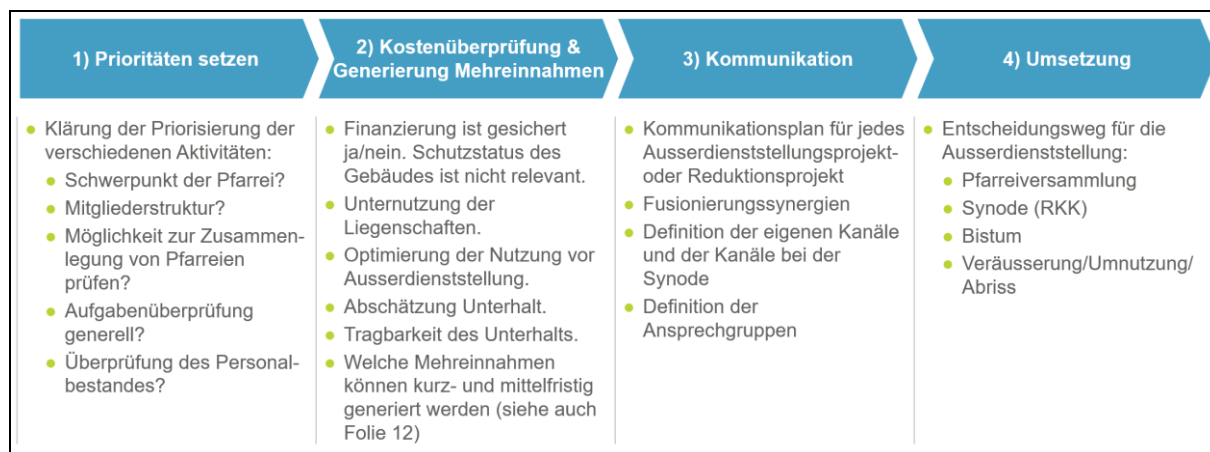 1) Prioritäten setzen
2) Kostenüberprüfung &
Generierung Mehreinnahmen
3) Kommunikation
4) Umsetzung
• Klärung der Priorisierung der
verschiedenen Aktivitäten:
• Schwerpunkt der Pfarrei?
• Mitgliederstruktur?
• Möglichkeit zur Zusammen-
legung von Pfarreien
prüfen?
• Aufgabenüberprüfung
generell?
• Überprüfung des Personal-
bestandes?
• Finanzierung ist gesichert
ja/nein. Schutzstatus des
Gebäudes ist nicht relevant.
• Unternutzung der
Liegenschaften.
• Optimierung der Nutzung vor
Ausserdienststellung.
• Abschätzung Unterhalt.
• Tragbarkeit des Unterhalts.
• Welche Mehreinnahmen
können kurz- und mittelfristig
generiert werden (siehe auch
Folie 12)
• Kommunikationsplan für jedes
Ausserdienststellungsprojekt-
oder Reduktionsprojekt
• Fusionierungssynergien
• Definition der eigenen Kanäle
und der Kanäle bei der
Synode
• Definition der
Ansprechgruppen
• Entscheidungsweg für die
Ausserdienststellung:
• Pfarreiversammlung
• Synode (RKK)
• Bistum
• Veräusserung/Umnutzung/
Abriss